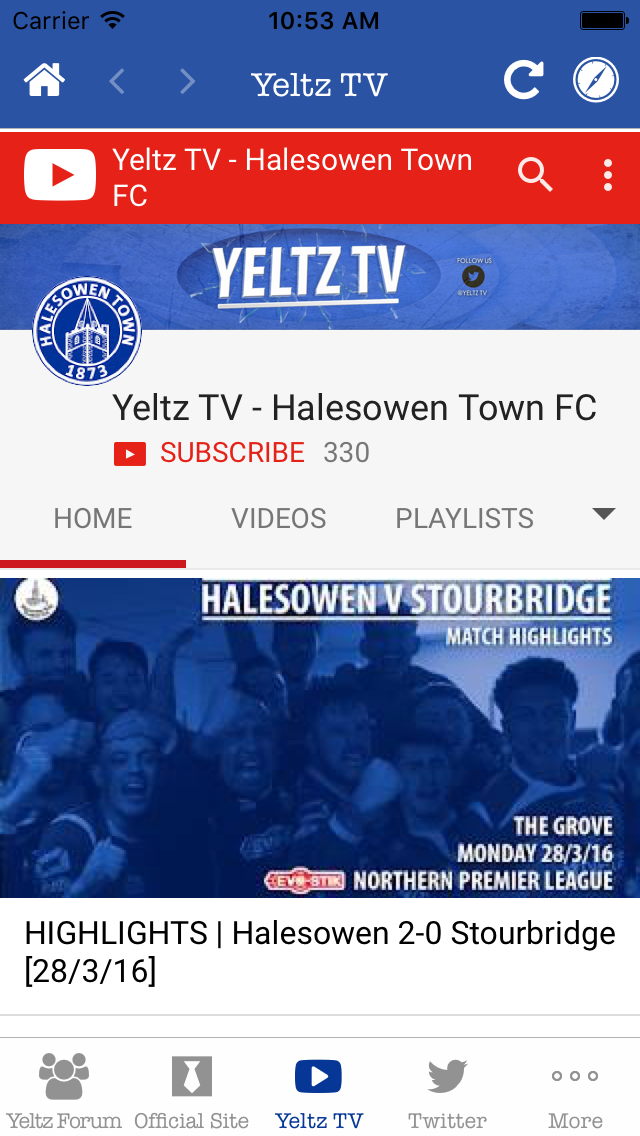 Carrier 10:53 AM
Yeltz TV
Yeltz TV - Halesowen Town
FC
YELTZ TV
FOLLOW US
@YELTZ TV
HALESOWEN TOWN
1873
Yeltz TV - Halesowen Town FC
SUBSCRIBE 330
HOME VIDEOS PLAYLISTS
HALESOWEN V STOURBRIDGE
MATCH HIGHLIGHTS
THE GROVE
MONDAY 28/3/16
EVO-STIK NORTHERN PREMIER LEAGUE
HIGHLIGHTS | Halesowen 2-0 Stourbridge
[28/3/16]
Yeltz Forum Official Site Yeltz TV Twitter More